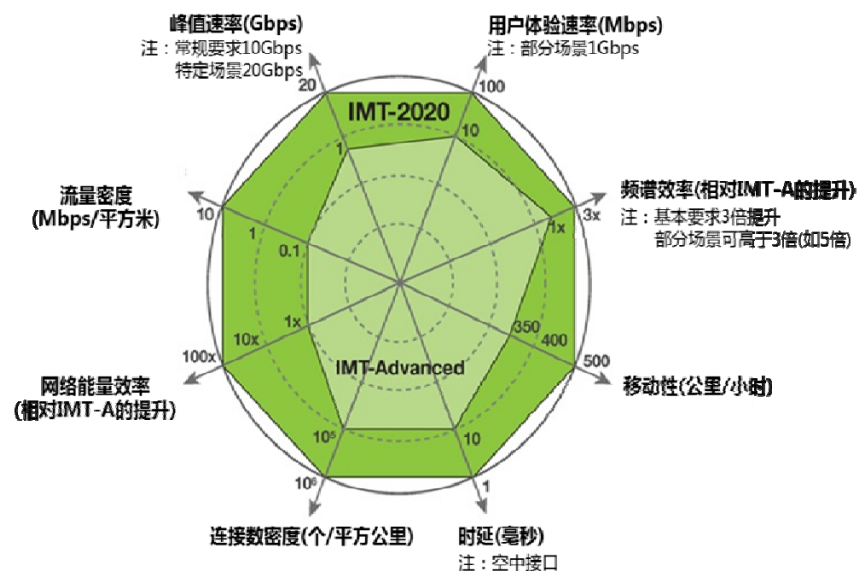 峰值速率(Gbps)
注：常规要求10Gbps
特定场景20Gbps
用户体验速率(Mbps)
注：部分场景1Gbps
20
100
IMT-2020
1
10
流量密度
(Mbps/平方米)
10
1
0.1
频谱效率(相对IMT-A的提升)
注：基本要求3倍提升
部分场景可高于3倍(如5倍)
3x
1x
1x
10x
100x
350
400
500
网络能量效率
(相对IMT-A的提升)
IMT-Advanced
移动性(公里/小时)
10⁵
10
10⁶
1
连接数密度(个/平方公里)
时延(毫秒)
注：空中接口